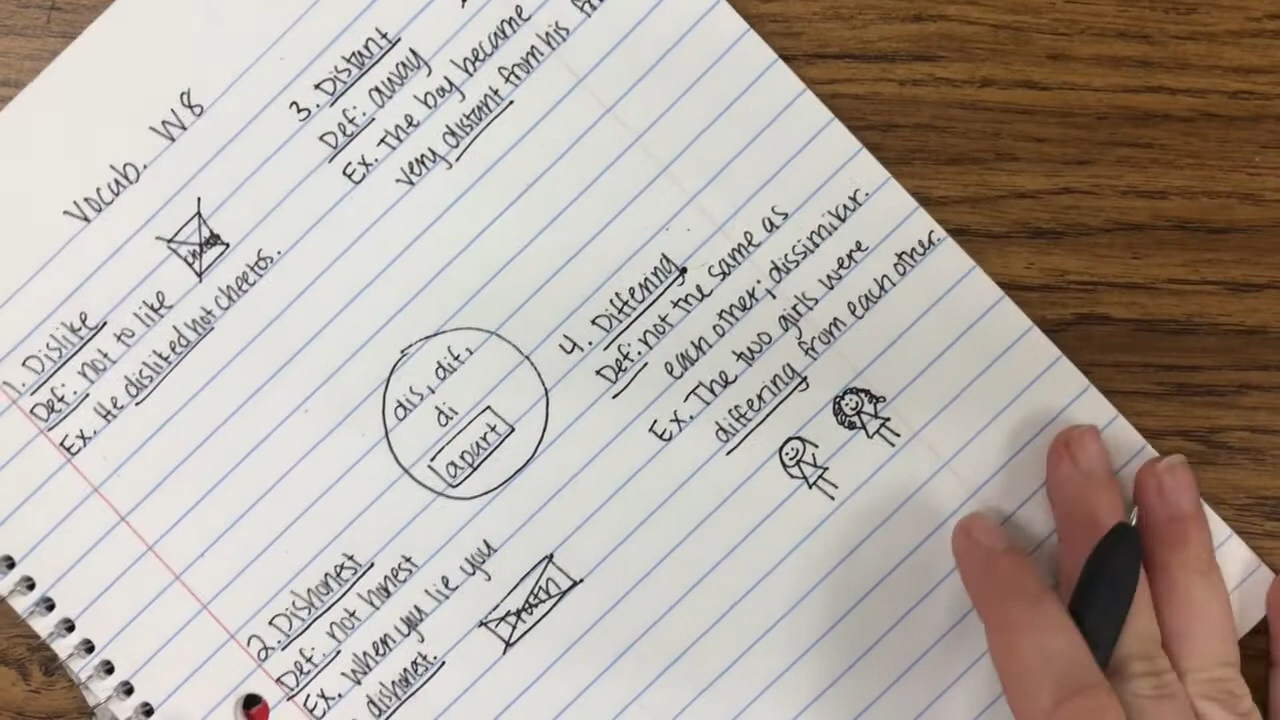 Vocab. W8
1. Dislike
Def: not to like
Ex. He disliked hot cheetos.
2. Dishonest
Def: not honest
Ex. When you lie you
dishonest.
Truth
3. Distant
Def: away
Ex. The boy became
very distant from his
dis, dif,
di
apart
4. Differing
Def: not the same as
each other; dissimilar.
Ex. The two girls were
differing from each other.